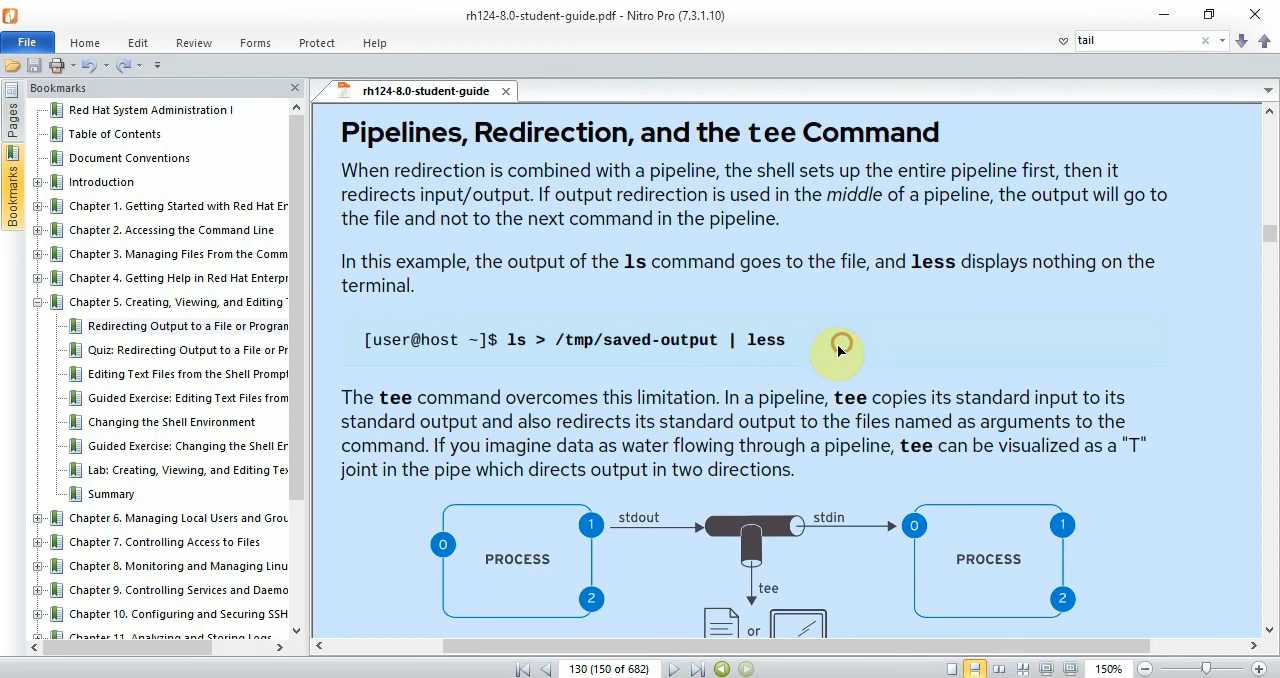 rh124-8.0-student-guide.pdf - Nitro Pro (7.3.1.10)
File Home Edit Review Forms Protect Help
tail
Bookmarks
Pages
Bookmarks
Red Hat System Administration I
Table of Contents
Document Conventions
Introduction
Chapter 1. Getting Started with Red Hat En
Chapter 2. Accessing the Command Line
Chapter 3. Managing Files From the Comm
Chapter 4. Getting Help in Red Hat Enterpr
Chapter 5. Creating, Viewing, and Editing T
Redirecting Output to a File or Program
Quiz: Redirecting Output to a File or Pr
Editing Text Files from the Shell Prompt
Guided Exercise: Editing Text Files from
Changing the Shell Environment
Guided Exercise: Changing the Shell En
Lab: Creating, Viewing, and Editing Tex
Summary
Chapter 6. Managing Local Users and Grou
Chapter 7. Controlling Access to Files
Chapter 8. Monitoring and Managing Linu
Chapter 9. Controlling Services and Daemo
Chapter 10. Configuring and Securing SSH
Chapter 11. Analyzing and Storing Logs
rh124-8.0-student-guide
Pipelines, Redirection, and the tee Command
When redirection is combined with a pipeline, the shell sets up the entire pipeline first, then it
redirects input/output. If output redirection is used in the middle of a pipeline, the output will go to
the file and not to the next command in the pipeline.
In this example, the output of the ls command goes to the file, and less displays nothing on the
terminal.
[user@host ~]$ ls > /tmp/saved-output | less
The tee command overcomes this limitation. In a pipeline, tee copies its standard input to its
standard output and also redirects its standard output to the files named as arguments to the
command. If you imagine data as water flowing through a pipeline, tee can be visualized as a "T"
joint in the pipe which directs output in two directions.
0 PROCESS 1 2
stdout
stdin
tee
or
0 PROCESS 1 2
130 (150 of 682)
150%